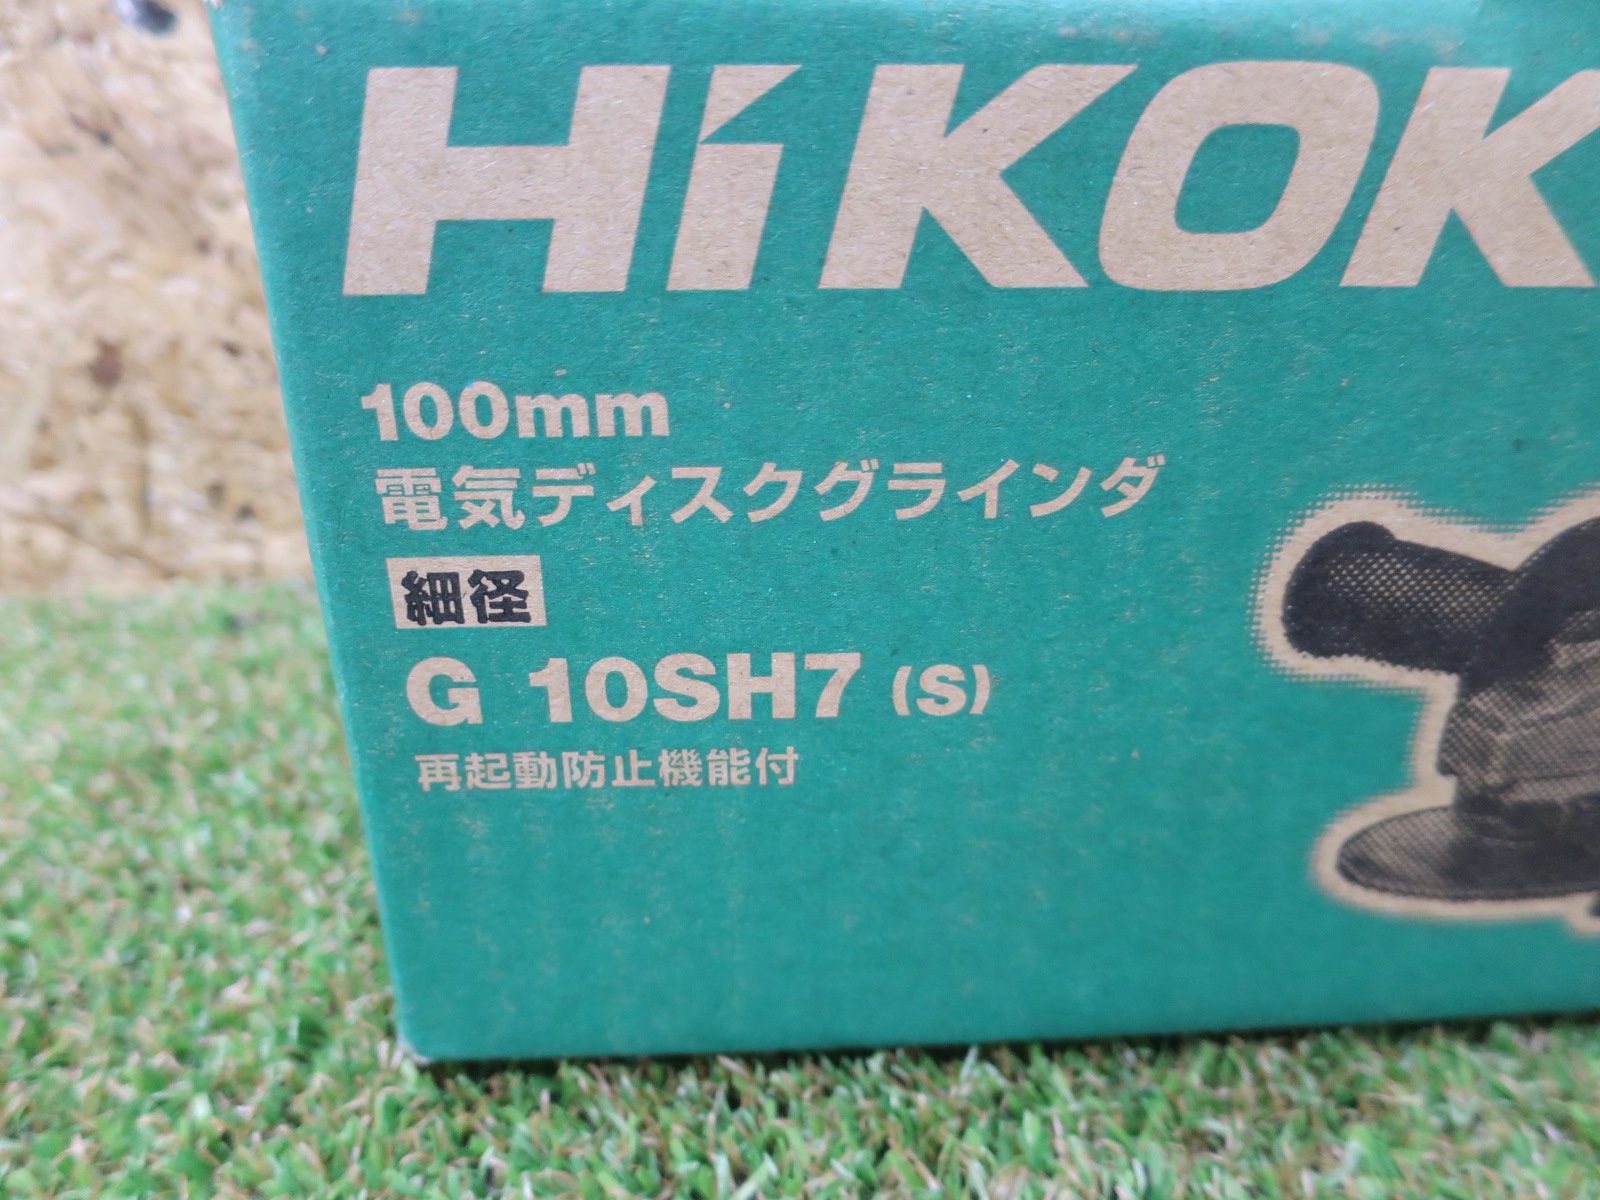 HiKOK
100mm
電気ディスクグラインダ
細径
G 10SH7 (S)
再起動防止機能付